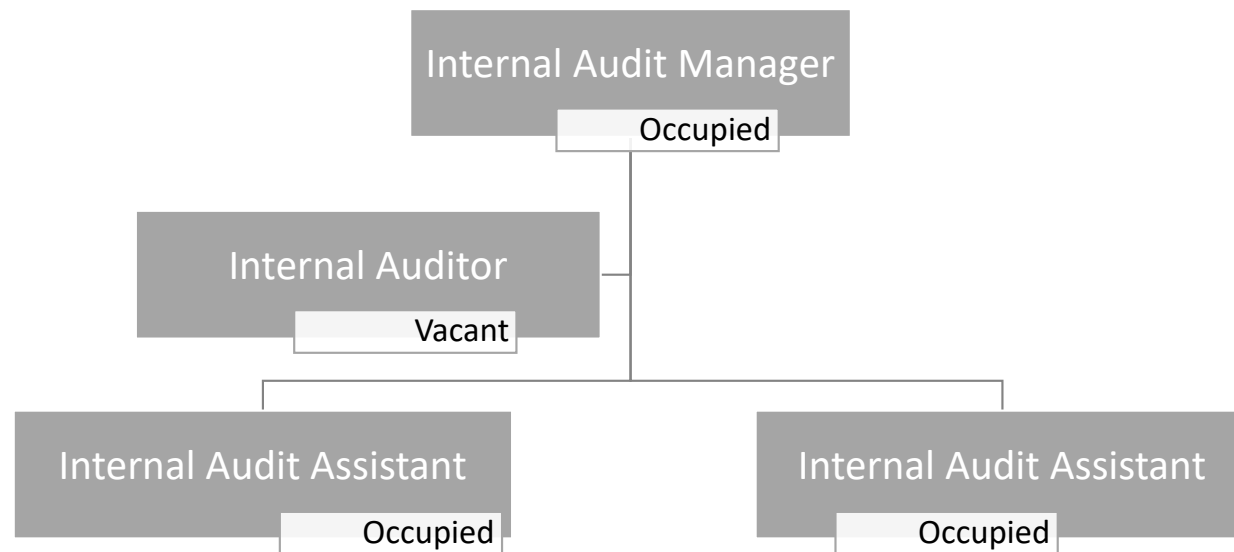 Internal Audit Manager
Occupied
Internal Auditor
Vacant
Internal Audit Assistant
Occupied
Internal Audit Assistant
Occupied